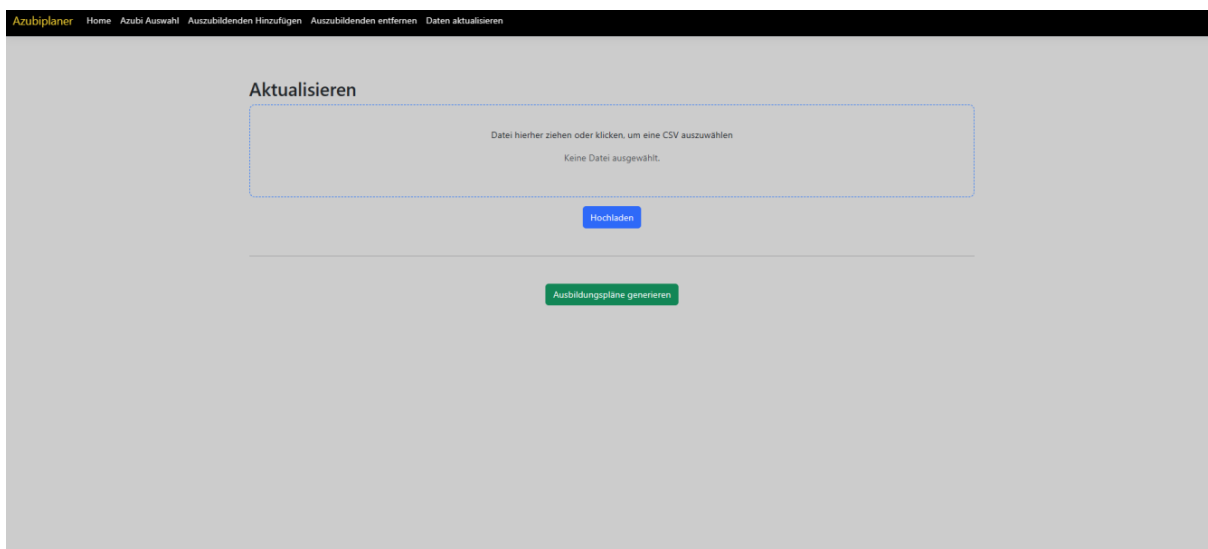 Azubiplaner Home Azubi Auswahl Auszubildenden Hinzufügen Auszubildenden entfernen Daten aktualisieren
Aktualisieren
Datei hierher ziehen oder klicken, um eine CSV auszuwählen
Keine Datei ausgewählt.
Hochladen
Ausbildungspläne generieren